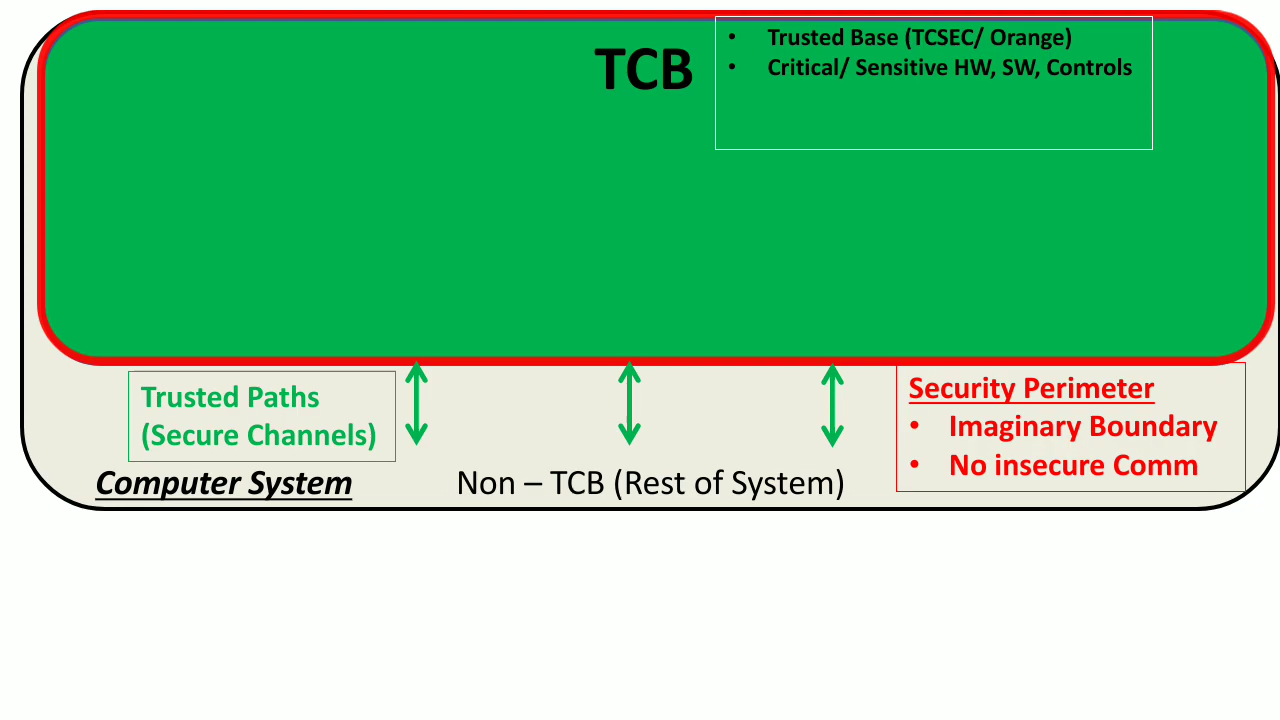 TCB
• Trusted Base (TCSEC/ Orange)
• Critical/ Sensitive HW, SW, Controls
Trusted Paths
(Secure Channels)
Security Perimeter
• Imaginary Boundary
• No insecure Comm
Computer System
Non – TCB (Rest of System)